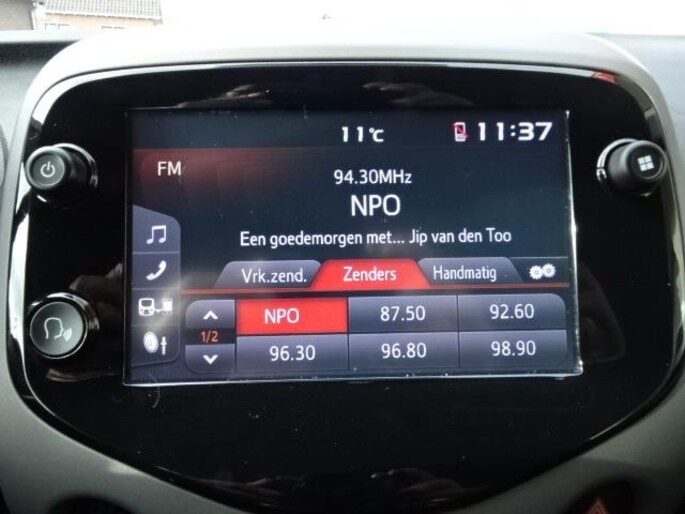 11°C 11:37
FM
94.30MHz
NPO
Een goedemorgen met... Jip van den Too
Vrk.zend. Zenders Handmatig
NPO 87.50 92.60
1/2
96.30 96.80 98.90